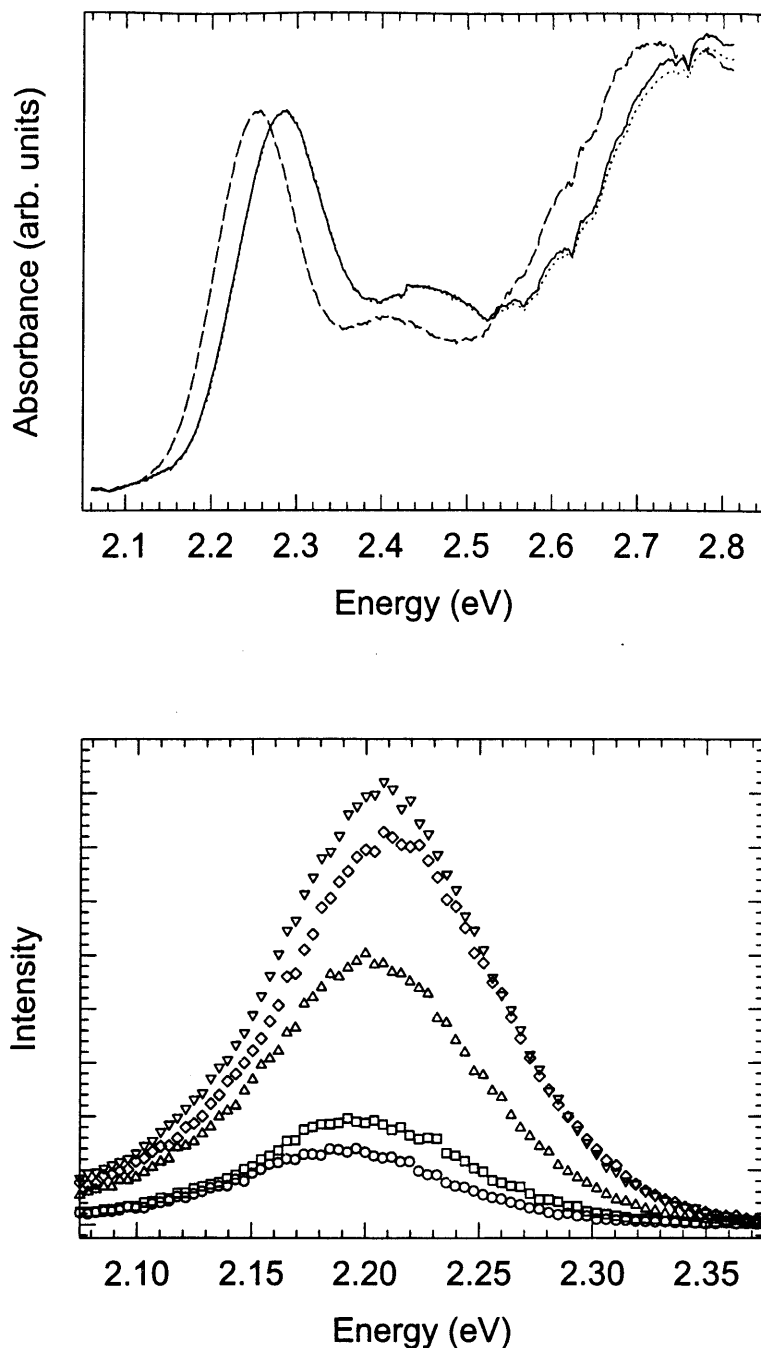 Absorbance (arb. units)
2.1 2.2 2.3 2.4 2.5 2.6 2.7 2.8
Energy (eV)
Intensity
2.10 2.15 2.20 2.25 2.30 2.35
Energy (eV)